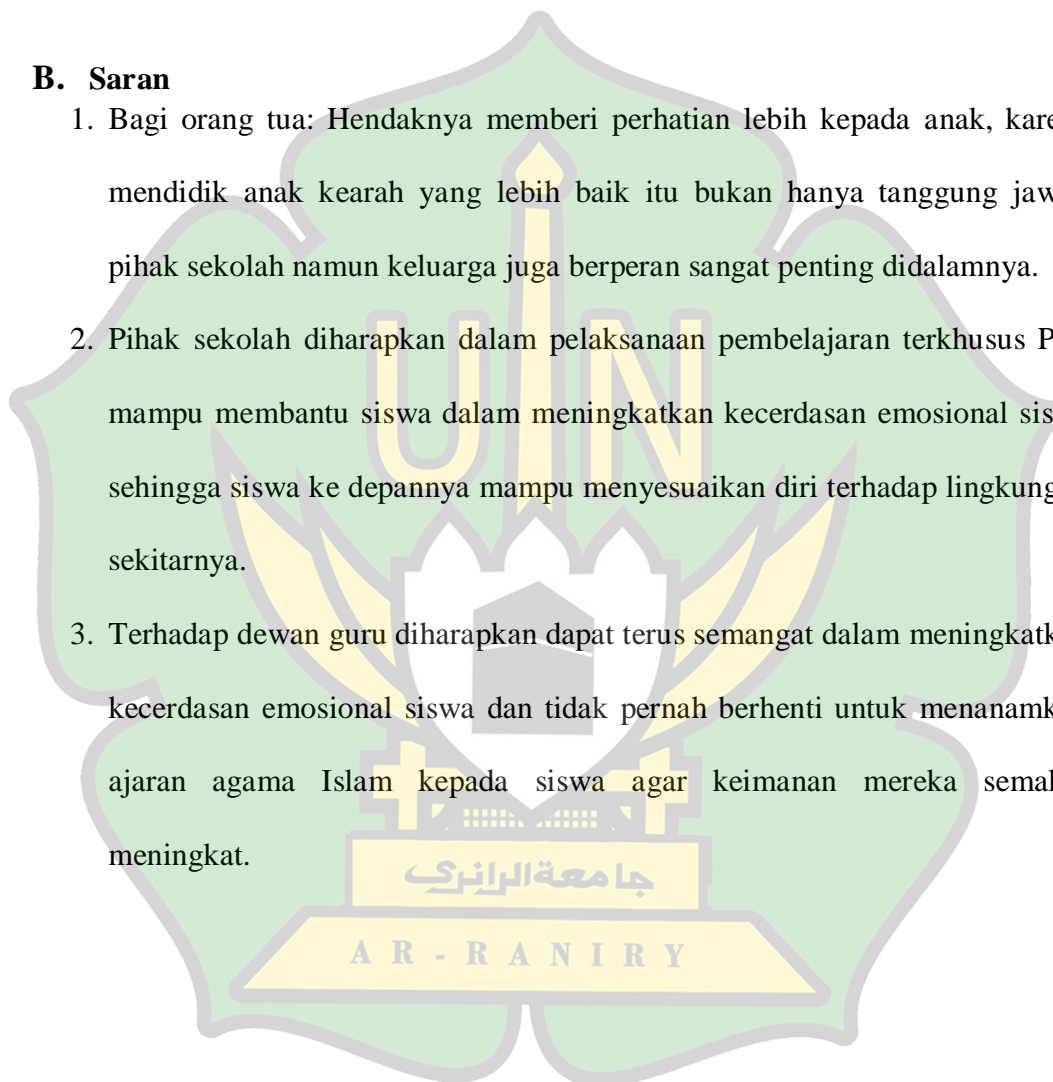 B. Saran
1. Bagi orang tua: Hendaknya memberi perhatian lebih kepada anak, kare
mendidik anak kearah yang lebih baik itu bukan hanya tanggung jaw
pihak sekolah namun keluarga juga berperan sangat penting didalamnya.
2. Pihak sekolah diharapkan dalam pelaksanaan pembelajaran terkhusus P
mampu membantu siswa dalam meningkatkan kecerdasan emosional sis
sehingga siswa ke depannya mampu menyesuaikan diri terhadap lingkung
sekitarnya.
3. Terhadap dewan guru diharapkan dapat terus semangat dalam meningkatk
kecerdasan emosional siswa dan tidak pernah berhenti untuk menanamk
ajaran agama Islam kepada siswa agar keimanan mereka semal
meningkat.
UIN
جامعة الرانري
AR-RANIRY